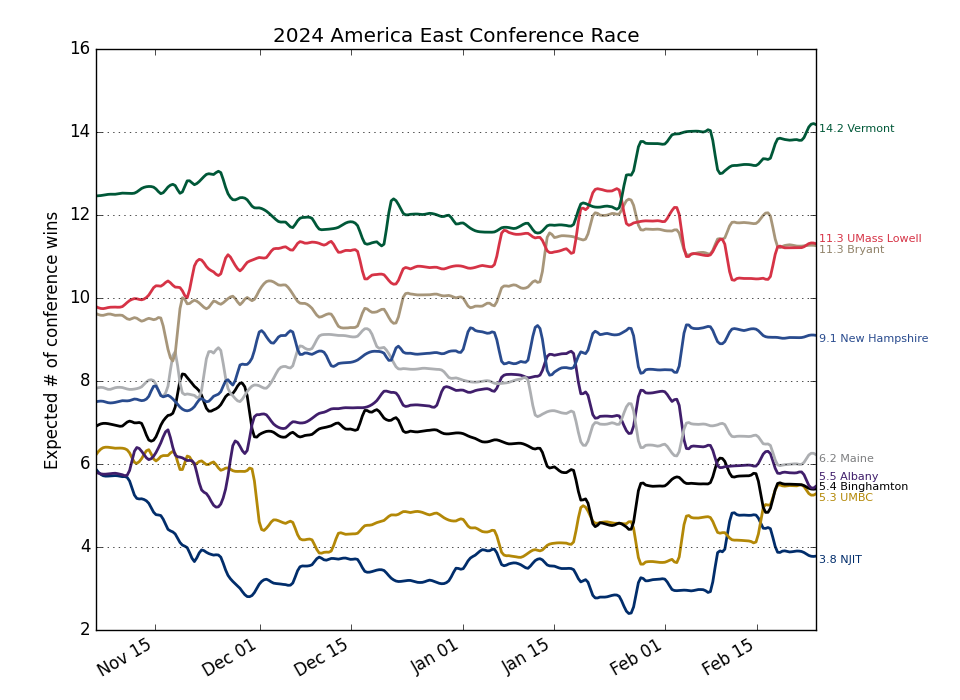 2024 America East Conference Race
Expected # of conference wins
16
14
12
10
8
6
4
2
14.2 Vermont
11.3 UMass Lowell
11.3 Bryant
9.1 New Hampshire
6.2 Maine
5.5 Albany
5.4 Binghamton
5.3 UMBC
3.8 NJIT
Nov 15
Dec 01
Dec 15
Jan 01
Jan 15
Feb 01
Feb 15